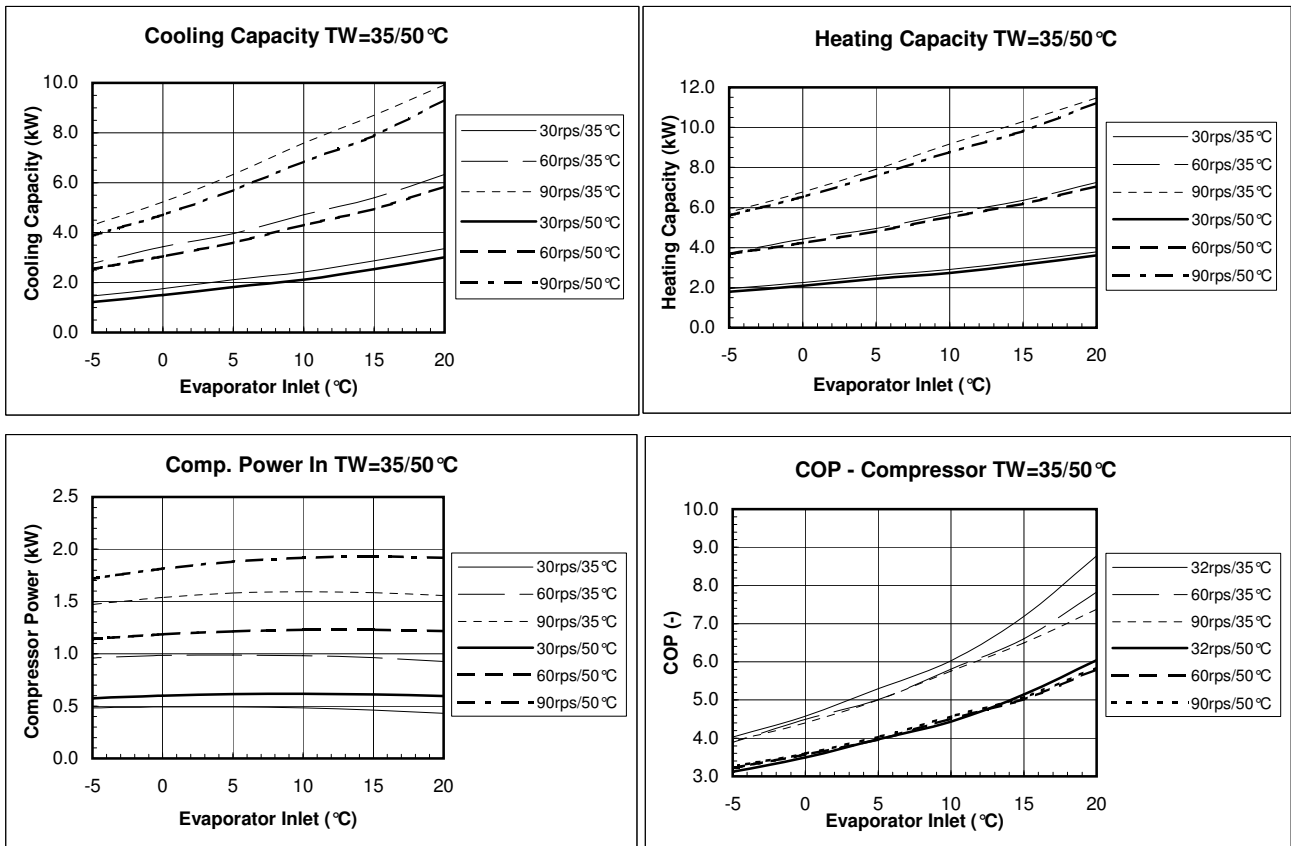 Cooling Capacity TW=35/50°C
Cooling Capacity (kW)
10.0
8.0
6.0
4.0
2.0
0.0
-5 0 5 10 15 20
Evaporator Inlet (°C)
30rps/35°C
60rps/35°C
90rps/35°C
30rps/50°C
60rps/50°C
90rps/50°C
Heating Capacity TW=35/50°C
Heating Capacity (kW)
12.0
10.0
8.0
6.0
4.0
2.0
0.0
-5 0 5 10 15 20
Evaporator Inlet (°C)
30rps/35°C
60rps/35°C
90rps/35°C
30rps/50°C
60rps/50°C
90rps/50°C
Comp. Power In TW=35/50°C
Compressor Power (kW)
2.5
2.0
1.5
1.0
0.5
0.0
-5 0 5 10 15 20
Evaporator Inlet (°C)
30rps/35°C
60rps/35°C
90rps/35°C
30rps/50°C
60rps/50°C
90rps/50°C
COP - Compressor TW=35/50°C
COP (-)
10.0
9.0
8.0
7.0
6.0
5.0
4.0
3.0
-5 0 5 10 15 20
Evaporator Inlet (°C)
32rps/35°C
60rps/35°C
90rps/35°C
32rps/50°C
60rps/50°C
90rps/50°C